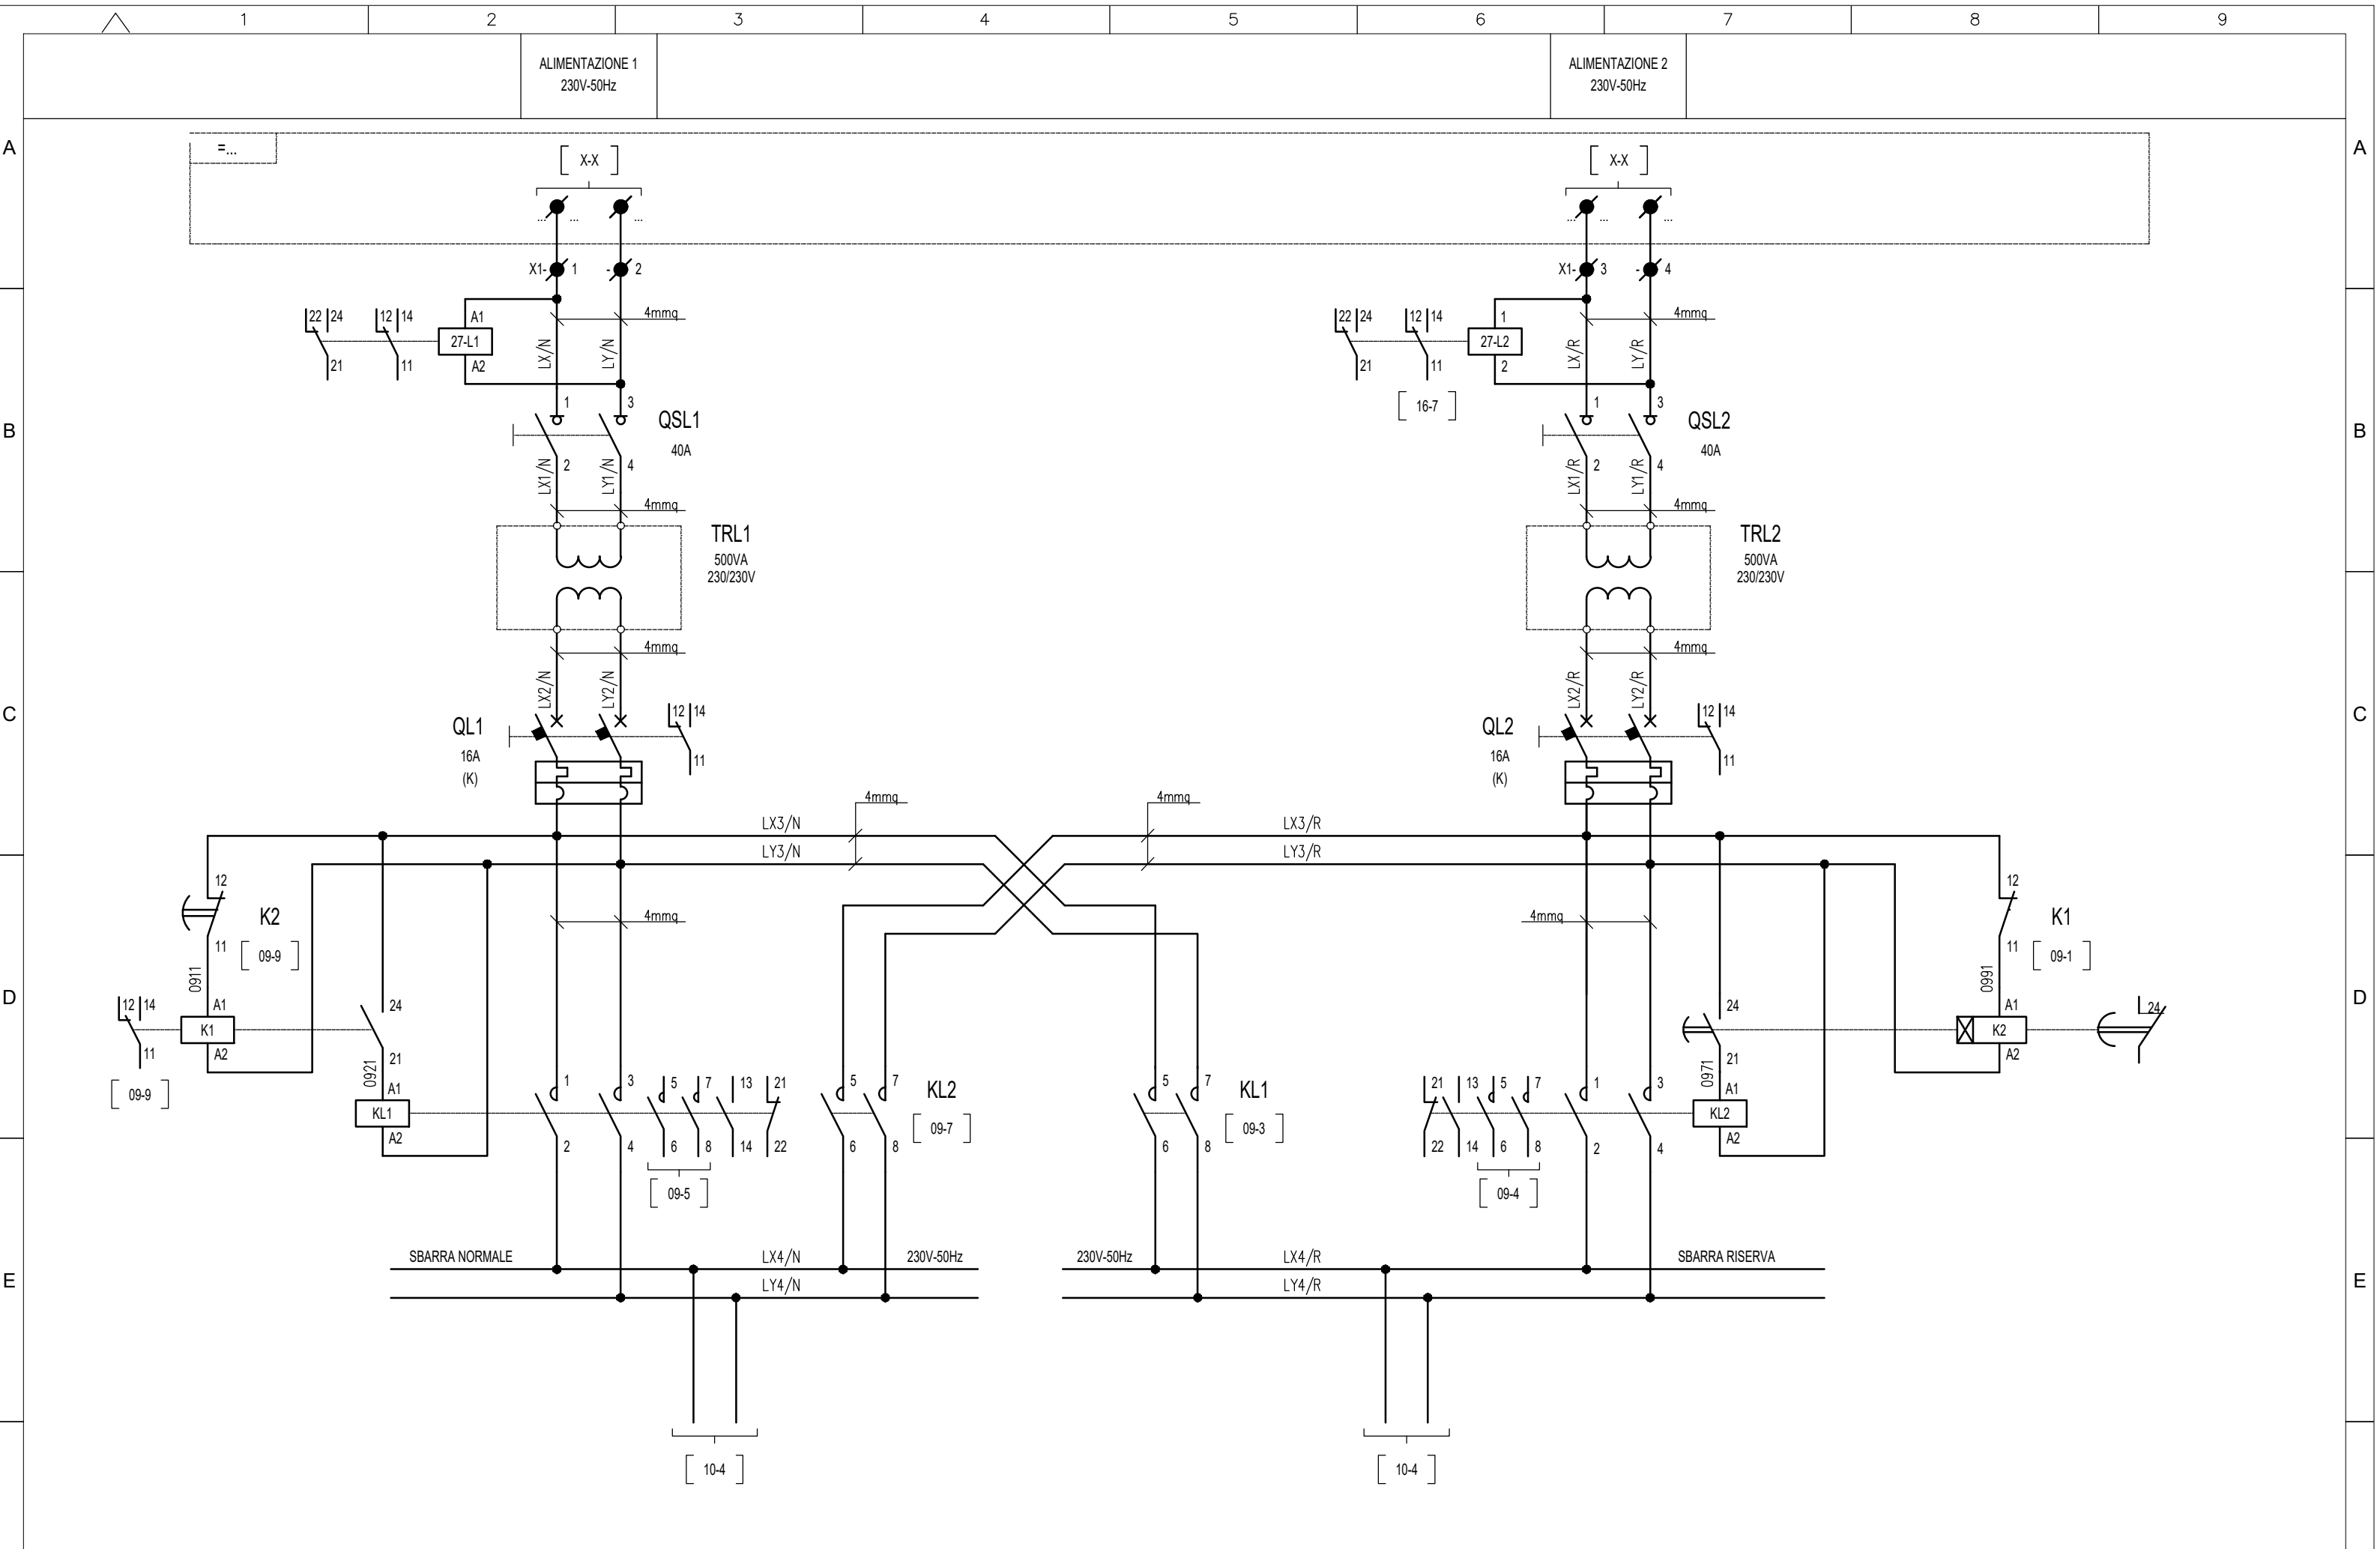 1 2 3 4 5 6 7 8 9
ALIMENTAZIONE 1
230V-50Hz
ALIMENTAZIONE 2
230V-50Hz
A =... X-X X-X A
... ... ... ... ... ...
X1- 1 - 2 X1- 3 - 4
22 24 12 14 A1 4mmq 22 24 12 14 1 4mmq
27-L1 LX/N LY/N 27-L2 LX/R LY/R
21 11 A2 21 11 2
1 3 16-7 1 3
B QSL1 QSL2 B
40A 40A
2 4 2 4
LX1/N LY1/N LX1/R LY1/R
4mmq 4mmq
TRL1 TRL2
500VA 500VA
230/230V 230/230V
4mmq 4mmq
LX2/N LY2/N LX2/R LY2/R
C QL1 12 14 QL2 12 14 C
16A 11 16A 11
(K) (K)
4mmq 4mmq
LX3/N LX3/R
LY3/N LY3/R
12 12
K2 4mmq 4mmq K1
11 11
09-9 09-1
0911 0991
D 12 14 A1 24 24 A1 24 D
K1 K2
11 A2 21 21 A2
0921 0971
09-9 A1 1 3 5 7 13 21 5 7 KL2 5 7 KL1 21 13 5 7 1 3 A1
KL1 09-7 09-3 KL2
A2 2 4 6 8 14 22 6 8 6 8 22 14 6 8 2 4 A2
09-5 09-4
SBARRA NORMALE LX4/N 230V-50Hz 230V-50Hz LX4/R SBARRA RISERVA
E LY4/N LY4/R E
10-4 10-4